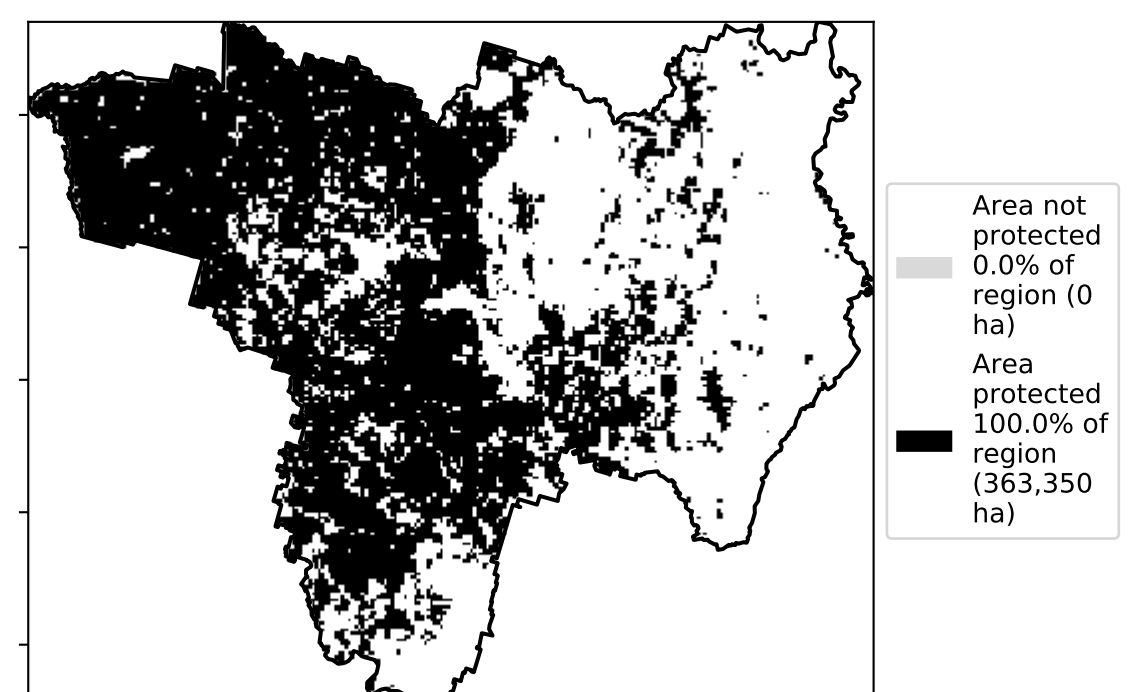 Area not
protected
0.0% of
region (0
ha)
Area
protected
100.0% of
region
(363,350
ha)